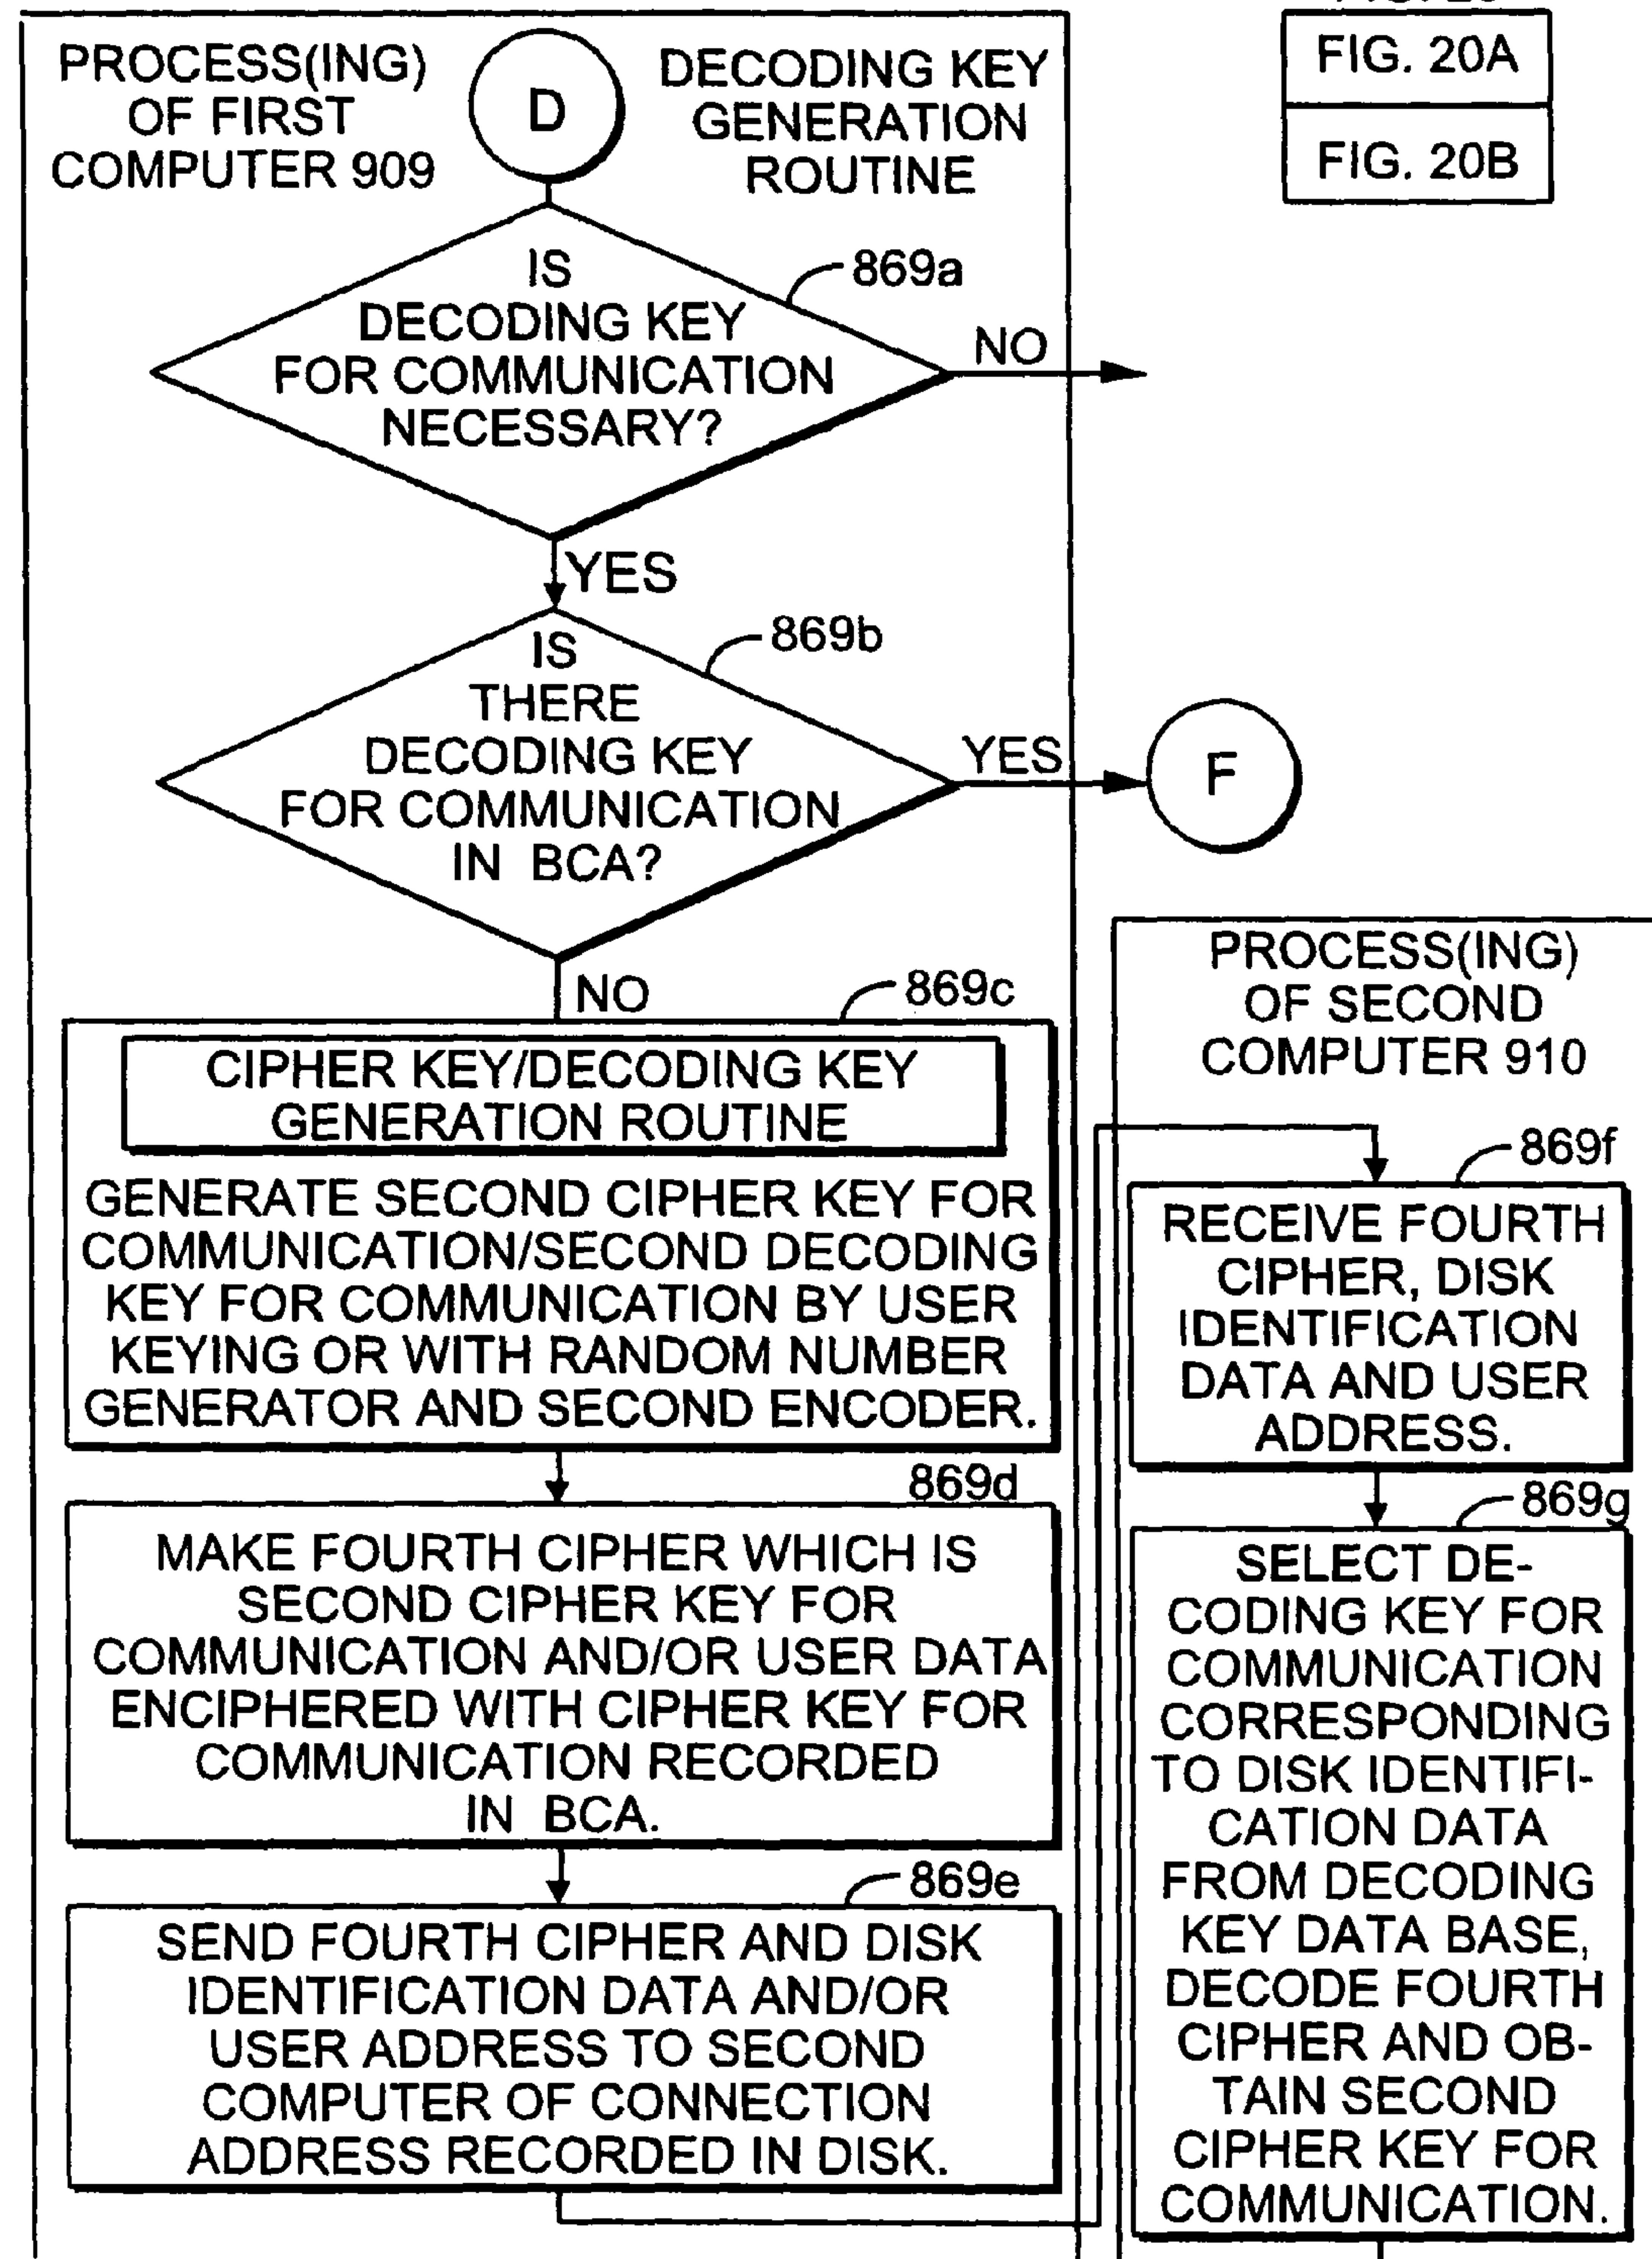 PROCESS(ING)
OF FIRST
COMPUTER 909
D
DECODING KEY
GENERATION
ROUTINE
FIG. 20A
FIG. 20B
IS
DECODING KEY
FOR COMMUNICATION
NECESSARY?
869a
NO
YES
IS
THERE
DECODING KEY
FOR COMMUNICATION
IN BCA?
869b
YES
F
NO
869c
CIPHER KEY/DECODING KEY
GENERATION ROUTINE
GENERATE SECOND CIPHER KEY FOR
COMMUNICATION/SECOND DECODING
KEY FOR COMMUNICATION BY USER
KEYING OR WITH RANDOM NUMBER
GENERATOR AND SECOND ENCODER.
869d
MAKE FOURTH CIPHER WHICH IS
SECOND CIPHER KEY FOR
COMMUNICATION AND/OR USER DATA
ENCIPHERED WITH CIPHER KEY FOR
COMMUNICATION RECORDED
IN BCA.
869e
SEND FOURTH CIPHER AND DISK
IDENTIFICATION DATA AND/OR
USER ADDRESS TO SECOND
COMPUTER OF CONNECTION
ADDRESS RECORDED IN DISK.
PROCESS(ING)
OF SECOND
COMPUTER 910
869f
RECEIVE FOURTH
CIPHER, DISK
IDENTIFICATION
DATA AND USER
ADDRESS.
869g
SELECT DE-
CODING KEY FOR
COMMUNICATION
CORRESPONDING
TO DISK IDENTIFI-
CATION DATA
FROM DECODING
KEY DATA BASE,
DECODE FOURTH
CIPHER AND OB-
TAIN SECOND
CIPHER KEY FOR
COMMUNICATION.